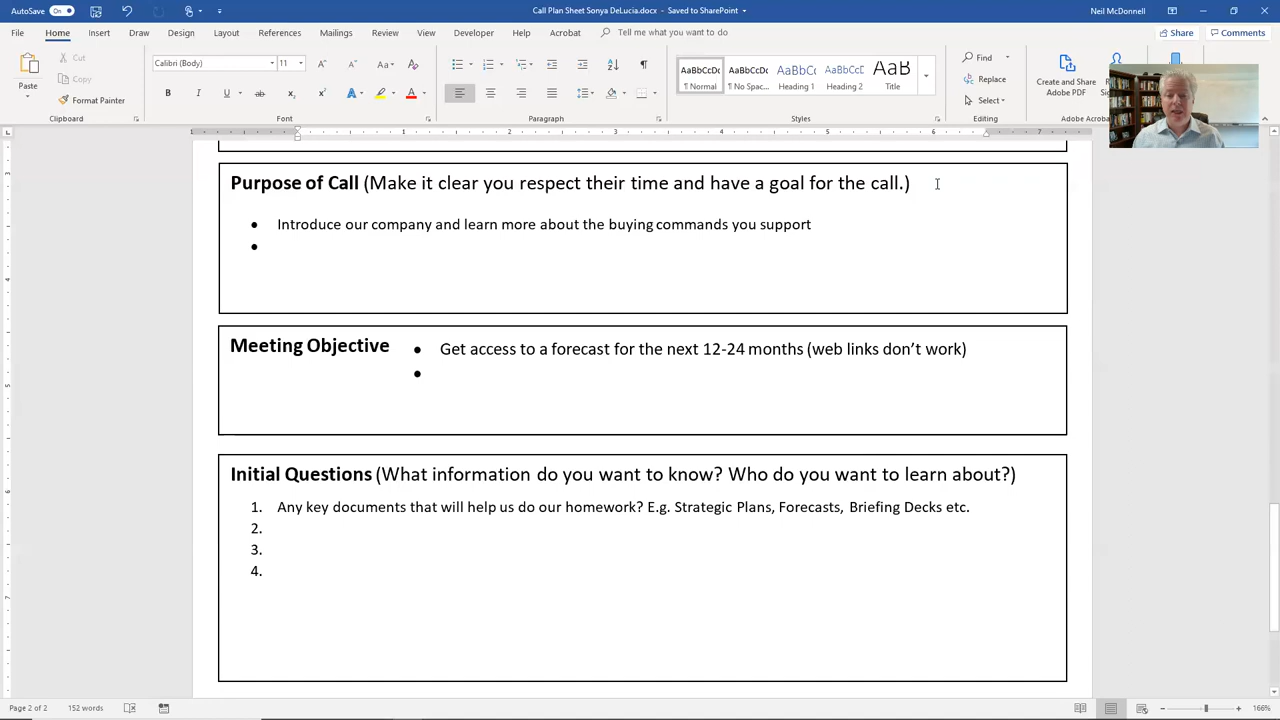 AutoSave On Call Plan Sheet Sonya DeLucia.docx - Saved to SharePoint Neil McDonnell
File Home Insert Draw Design Layout References Mailings Review View Developer Help Acrobat Tell me what you want to do Share Comments
Paste Cut Copy Format Painter
Clipboard
Calibri (Body) 11
Font
Paragraph
AaBbCcDc AaBbCcDc AaBbCc AaBbCcD AaB
¶ Normal ¶ No Spac... Heading 1 Heading 2 Title
Styles
Find
Replace
Select
Editing
Create and Share
Adobe PDF
1 2 3 4 5 6 7
Purpose of Call (Make it clear you respect their time and have a goal for the call.)
• Introduce our company and learn more about the buying commands you support
•
Meeting Objective • Get access to a forecast for the next 12-24 months (web links don't work)
•
Initial Questions (What information do you want to know? Who do you want to learn about?)
1. Any key documents that will help us do our homework? E.g. Strategic Plans, Forecasts, Briefing Decks etc.
2.
3.
4.
Page 2 of 2 152 words 166%